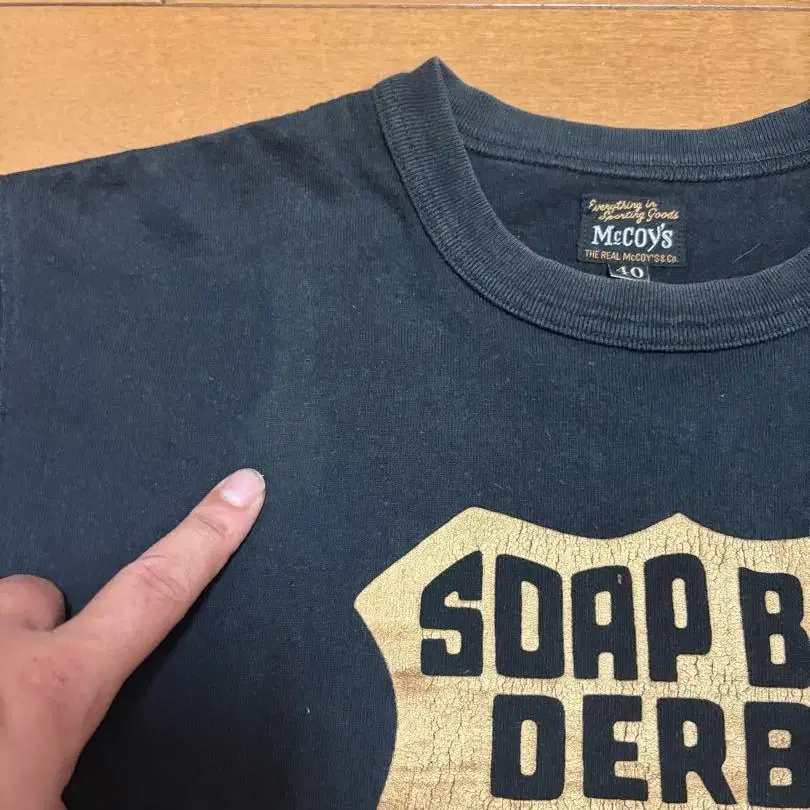 Everything in
Sporting Goods
McCOY'S
THE REAL McCOY'S & Co.
40
SOAP B
DERB